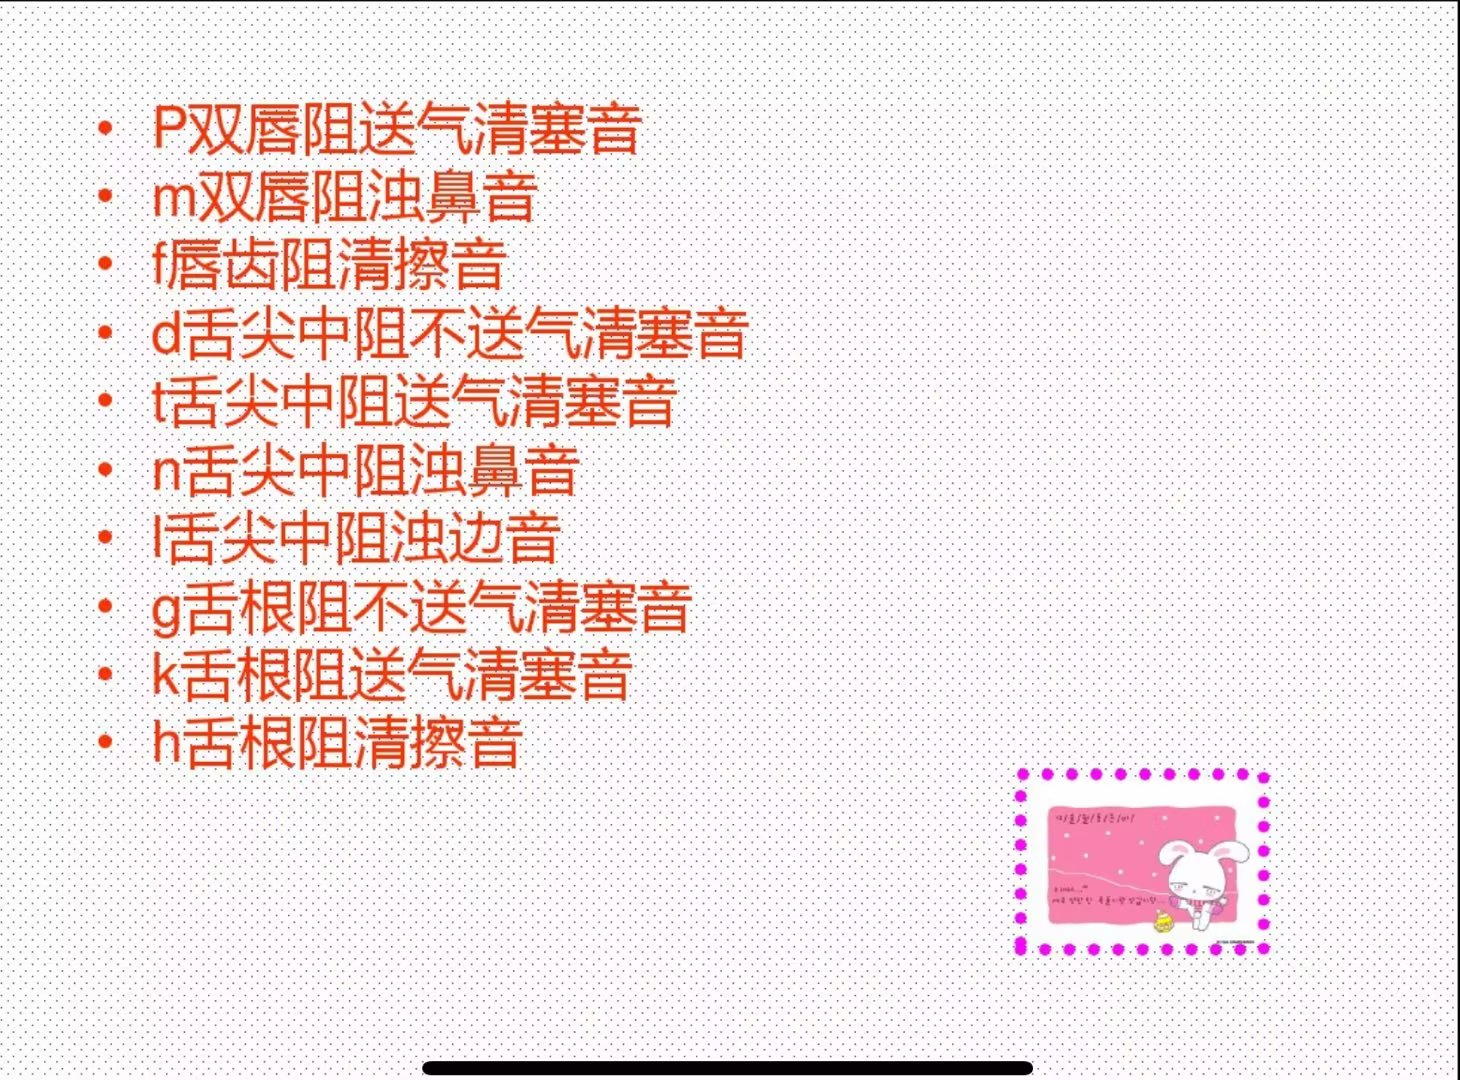 P双唇阻送气清塞音
m双唇阻浊鼻音
f唇齿阻清擦音
d舌尖中阻不送气清塞音
t舌尖中阻送气清塞音
n舌尖中阻浊鼻音
l舌尖中阻浊边音
g舌根阻不送气清塞音
k舌根阻送气清塞音
h舌根阻清擦音